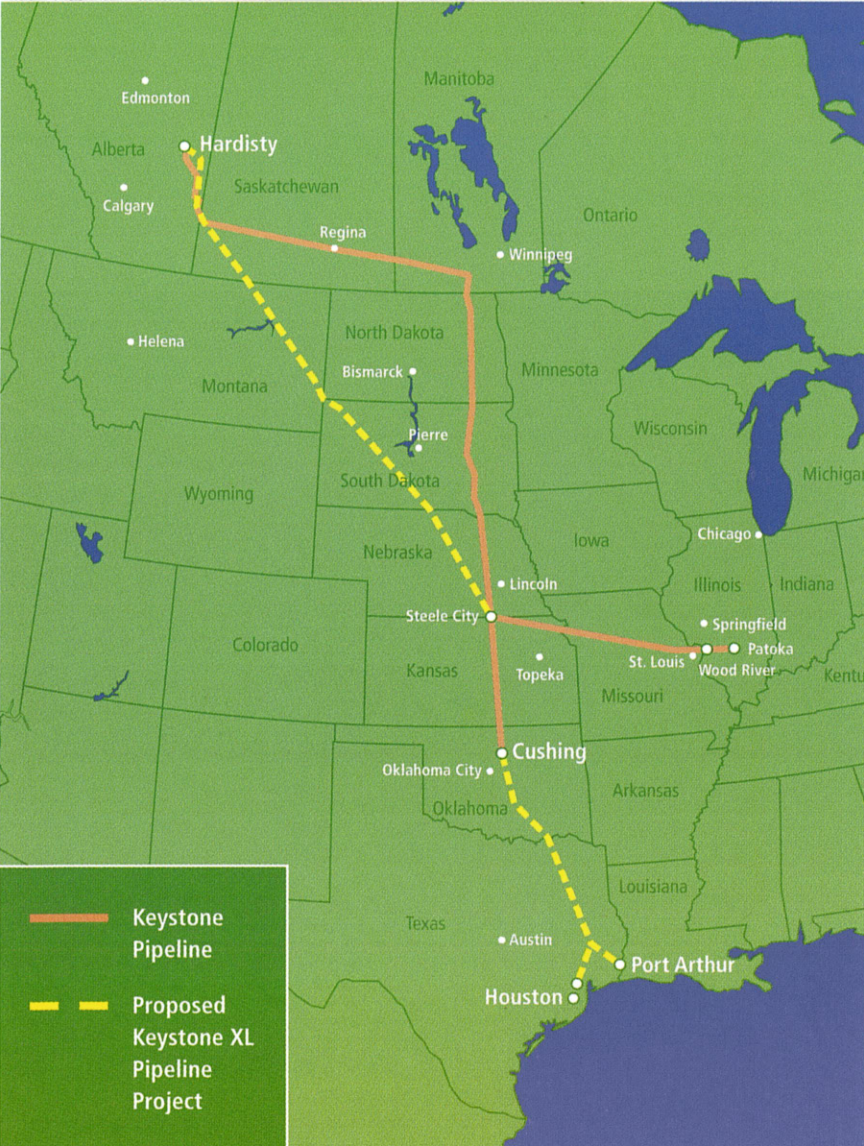 Manitoba
Edmonton
Hardisty
Alberta
Saskatchewan
Calgary
Ontario
Regina
Winnipeg
North Dakota
Helena
Minnesota
Bismarck
Montana
Wisconsin
Pierre
Michigan
South Dakota
Wyoming
Chicago
Iowa
Nebraska
Lincoln
Illinois
Indiana
Steele City
Springfield
Colorado
Patoka
St. Louis
Wood River
Kansas
Topeka
Kentu
Missouri
Cushing
Oklahoma City
Arkansas
Oklahoma
Louisiana
Texas
Austin
Port Arthur
Houston
Keystone
Pipeline
Proposed
Keystone XL
Pipeline
Project